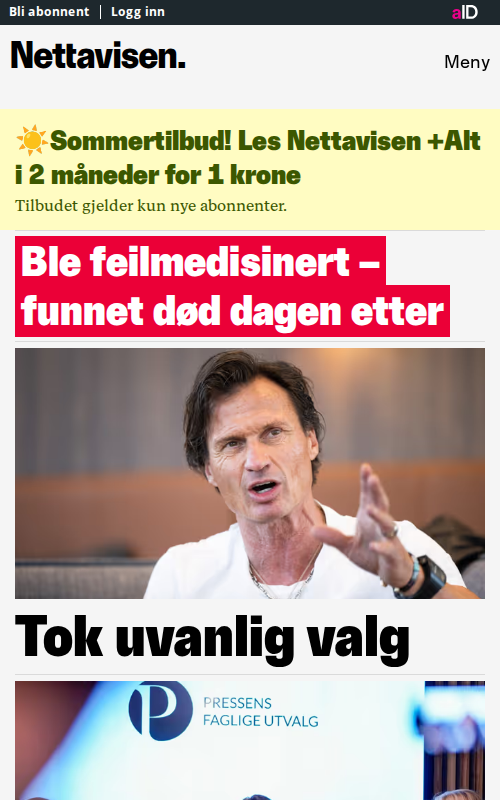 Bli abonnent
Logg inn
aID
Nettavisen.
Meny
☀️Sommertilbud! Les Nettavisen +Alt
i 2 måneder for 1 krone
Tilbudet gjelder kun nye abonnenter.
Ble feilmedisinert –
funnet død dagen etter
Tok uvanlig valg
P
PRESSENS
FAGLIGE UTVALG